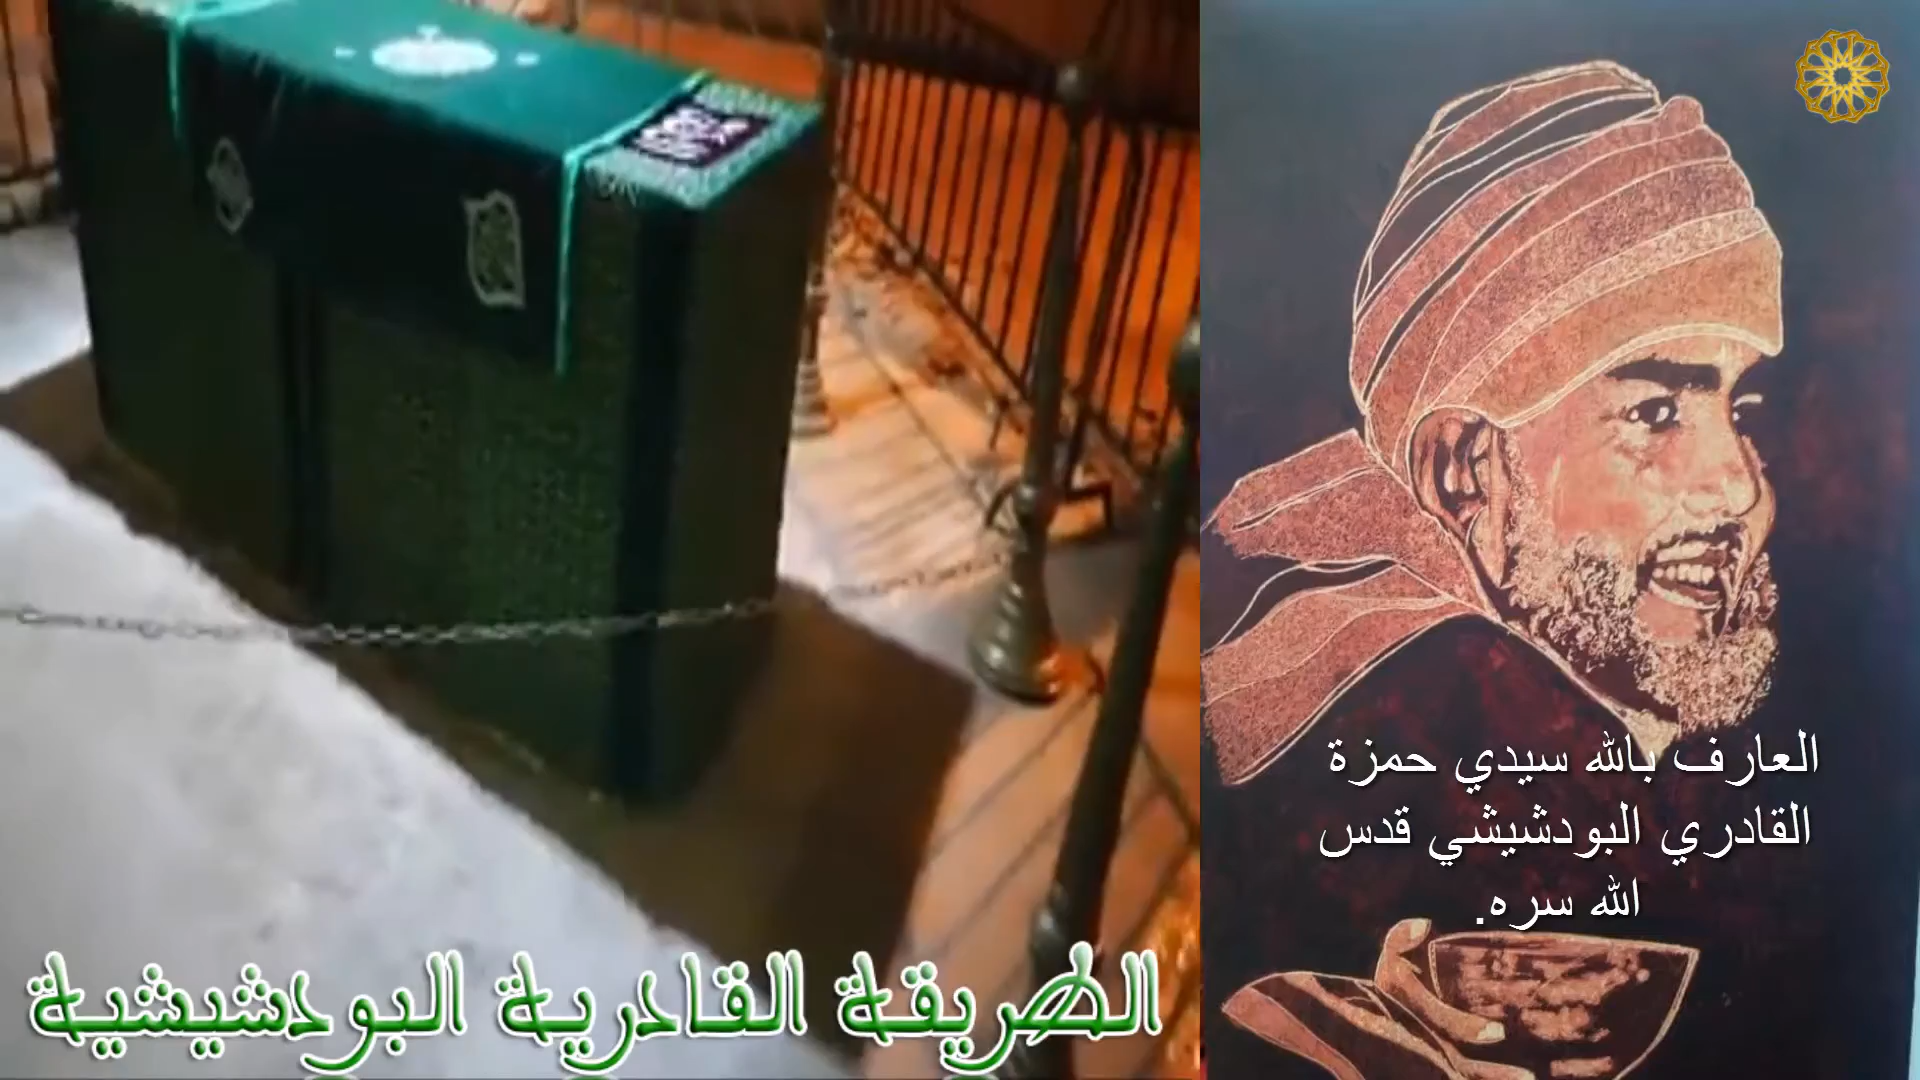 العارف بالله سيدي حمزة
القادري البودشيشي قدس
الله سره.
الطريقة القادرية البودشيشية